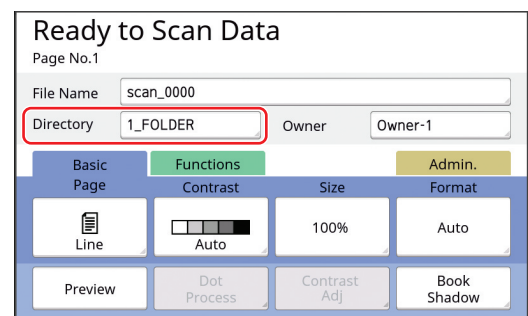 Ready to Scan Data
Page No.1
File Name scan_0000
Directory 1_FOLDER Owner Owner-1
Basic Functions Admin.
Page Contrast Size Format
Line Auto 100% Auto
Preview Dot Process Contrast Adj Book Shadow